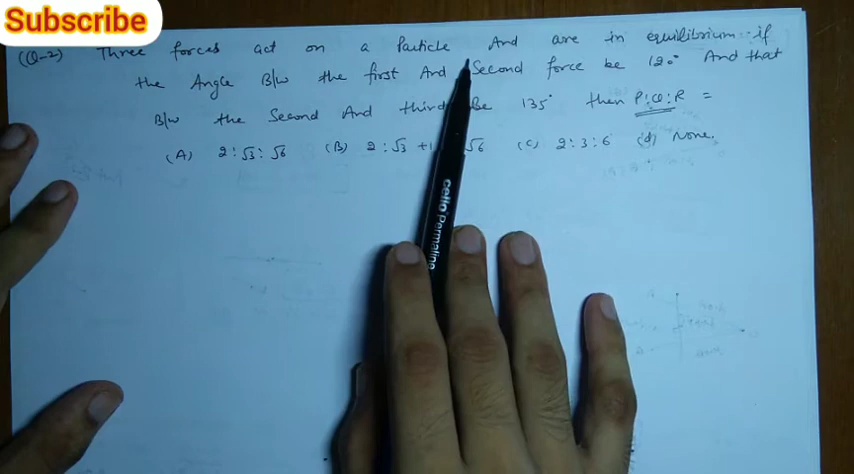 Subscribe
(Q-2) Three forces act on a Particle And are in equilibrium if
the Angle B/w the first And Second force be 120° And that
B/w the Second And third be 135° then P:Q:R =
(A) 2:√3:√6 (B) 2:√3+1 √6 (C) 2:3:6 (d) None.
cello Permaline